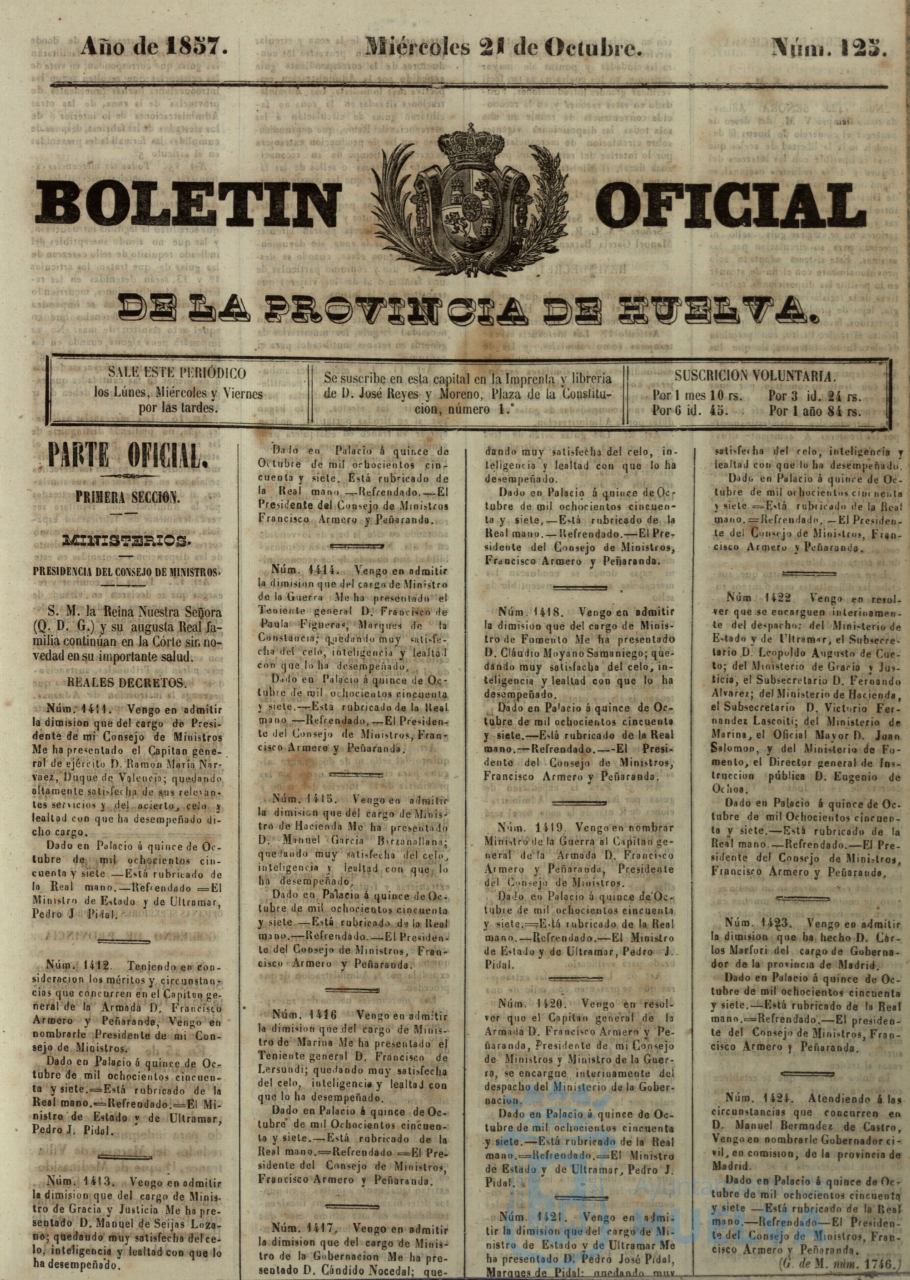 Año de 1857.
Miércoles 21 de Octubre.
Núm. 125.
BOLETIN OFICIAL
DE LA PROVINCIA DE HUELVA.
SALE ESTE PERIÓDICO
los Lúnes, Miércoles y Viernes
por las tardes.
Se suscribe en esta capital en la Imprenta y libreria
de D. José Reyes y Moreno, Plaza de la Constitu-
cion, número 1.°
SUSCRICION VOLUNTARIA.
Por 1 mes 10 rs. Por 3 id. 24 rs.
Por 6 id. 45. Por 1 año 84 rs.
PARTE OFICIAL.
PRIMERA SECCION.
MINISTERIOS.
PRESIDENCIA DEL CONSEJO DE MINISTROS.
S. M. la Reina Nuestra Señora
(Q. D. G.) y su augusta Real fa-
milia continuan en la Córte sin no-
vedad en su importante salud.
REALES DECRETOS.
Núm. 1411. Vengo en admitir
la dimision que del cargo de Presi-
dente de mi Consejo de Ministros
Me ha presentado el Capitan gene-
ral de ejército D. Ramon María Nar-
vaez, Duque de Valencia; quedando
altamente satisfecha de sus relevan-
tes servicios y del acierto, celo y
lealtad con que ha desempeñado di-
cho cargo.
Dado en Palacio á quince de Oc-
tubre de mil ochocientos cin-
cuenta y siete —Está rubricado de
la Real mano.—Refrendado =El
Ministro de Estado y de Ultramar,
Pedro J Pidal.
Núm. 1412. Teniendo en con-
sideracion los méritos y circunstan-
cias que concurren en el Capitan ge-
neral de la Armada D. Francisco
Armero y Peñaranda, Vengo en
nombrarle Presidente de mi Con-
sejo de Ministros.
Dado en Palacio á quince de Oc-
tubre de mil ochocientos cincuen-
ta y siete.=Está rubricado de la
Real mano.=Refrendado.=El Mi-
nistro de Estado y de Ultramar,
Pedro J. Pidal.
Núm. 1413. Vengo en admitir
la dimision que del cargo de Minis-
tro de Gracia y Justicia Me ha pre-
sentado D. Manuel de Seijas Loza-
no; quedando muy satisfecha del ce-
lo, inteligencia y lealtad con que lo
ha desempeñado.
Dado en Palacio á quince de
Octubre de mil ochocientos cin-
cuenta y siete. Está rubricado de
la Real mano —Refrendado.—El
Presidente del Consejo de Ministros
Francisco Armero y Peñaranda.
Núm. 1414. Vengo en admitir
la dimision que del cargo de Ministro
de la Guerra Me ha presentado el
Teniente general D. Francisco de
Paula Figueras, Marques de la
Constancia; quedando muy satisfe-
cha del celo, inteligencia y lealtad
con que lo ha desempeñado.
Dado en Palacio á quince de Oc-
tubre de mil ochocientos cincuenta
y siete.—Está rubricado de la Real
mano —Refrendado.—El Presiden-
te del Consejo de Ministros, Fran-
cisco Armero y Peñaranda.
Núm. 1415. Vengo en admitir
la dimision que del cargo de Minis-
tro de Hacienda Me ha presentado
D. Manuel Garcia Barzanallana;
quedando muy satisfecha del celo,
inteligencia y lealtad con que lo
ha desempeñado.
Dado en Palacio á quince de Oc-
tubre de mil ochocientos cincuenta
y siete —Está rubricado de la Real
mano.—Refrendado.—El Presiden-
te del Consejo de Ministros, Fran-
cisco Armero y Peñaranda.
Núm. 1416 Vengo en admitir
la dimision que del cargo de Minis-
tro de Marina Me ha presentado el
Teniente general D. Francisco de
Lersundi; quedando muy satisfecha
del celo, inteligencia y lealtad con
que lo ha desempeñado.
Dado en Palacio á quince de Oc-
tubre de mil ochocientos cincuen-
ta y siete.—Está rubricado de la
Real mano.=Refrendado =El Pre-
sidente del Consejo de Ministros,
Francisco Armero y Peñaranda.
Núm. 1417. Vengo en admitir
la dimision que del cargo de Minis-
tro de la Gobernacion Me ha pre-
sentado D. Cándido Nocedal; que-
dando muy satisfecha del celo, in-
teligencia y lealtad con que lo ha
desempeñado.
Dado en Palacio á quince de Oc-
tubre de mil ochocientos cincuen-
ta y siete,—Está rubricado de la
Real mano.—Refrendado.—El Pre-
sidente del Consejo de Ministros,
Francisco Armero y Peñaranda.
Núm. 1418. Vengo en admitir
la dimision que del cargo de Minis-
tro de Fomento Me ha presentado
D. Cláudio Moyano Samaniego; que-
dando muy satisfacha del celo, in-
teligencia y lealtad con que lo ha
desempeñado.
Dado en Palacio á quince de Oc-
tubre de mil ochocientos cincuenta
y siete.—Está rubricado de la Real
mano.—Refrendado.—-El Presi-
dente del Consejo de Ministros,
Francisco Armero y Peñaranda.
Núm. 1419. Vengo en nombrar
Ministro de la Guerra al Capitan ge-
neral de la Armada D. Francisco
Armero y Peñaranda, Presidente
del Consejo de Ministros.
Dado en Palacio á quince de Oc-
tubre de mil ochocientos cincuenta
y siete.=Está rubricado de la Real
mano.—Refrendado.—El Ministro
de Estado y de Ultramar, Pedro J.
Pidal.
Núm. 1420. Vengo en resol-
ver que el Capitan general de la
Armada D. Francisco Armero y Pe-
ñaranda, Presidente de mi Consejo
de Ministros y Ministro de la Guer-
ra, se encargue interinamente del
despacho del Ministerio de la Gober-
nacion.
Dado en Palacio á quince de Oc-
tubre de mil ochocientos cincuenta
y siete.—Está rubricado de la Real
mano.=Refrendado.=El Ministro
de Estado y de Ultramar, Pedro J.
Pidal.
Núm. 1421. Vengo en admi-
tir la dimision que del cargo de Mi-
nistro de Estado y de Ultramar Me
ha presentado D. Pedro José Pidal,
Marques de Pidal; quedando muy
satisfecha del celo, inteligencia y
lealtad con que lo ha desempeñado.
Dado en Palacio á quince de Oc-
tubre de mil ochocientos cincuenta
y siete =Está rubricado de la Real
mano.=Refrendado. —El Presiden-
te del Consejo de Ministros, Fran-
cisco Armero y Peñaranda.
Núm. 1422 Vengo en resol-
ver que se encarguen interinamen-
te del despacho: del Ministerio de
Estado y de Ultramar, el Subsecre-
tario D. Leopoldo Augusto de Cue-
to; del Ministerio de Gracia y Jus-
ticia, el Subsecretario D. Fernando
Alvarez; del Ministerio de Hacienda,
el Subsecretario D. Victorio Fer-
nandez Lascoiti; del Ministerio de
Marina, el Oficial Mayor D. Juan
Salomon, y del Ministerio de Fo-
mento, el Director general de Ins-
truccion pública D. Eugenio de
Ochoa.
Dado en Palacio á quince de Oc-
tubre de mil Ochocientos cincuen-
ta y siete.—Está rubricado de la
Real mano —Refrendado.—El Pre-
sidente del Consejo de Ministros,
Francisco Armero y Peñaranda.
Núm. 1423. Vengo en admitir
la dimision que ha hecho D. Cár-
los Marfori del cargo de Goberna-
dor de la provincia de Madrid.
Dado en Palacio á quince de Oc-
tubre de mil ochocientos cincuenta
y siete.—Está rubricado de la Real
mano.=Refrendado—El presiden-
te del Consejo de Ministros, Fran-
cisco Armero y Peñaranda.
Núm. 1424. Atendiendo á las
circunstancias que concurren en
D. Manuel Bermudez de Castro,
Vengo en nombrarle Gobernador ci-
vil, en comision, de la provincia de
Madrid.
Dado en Palacio á quince de Oc-
tubre de mil ochocientos cincuenta
y siete —Está rubricado de la Real
mano.—Refrendado—El Presiden-
te del Consejo de Ministros, Fran-
cisco Armero y Peñaranda.
(G. de M. núm. 1746.)